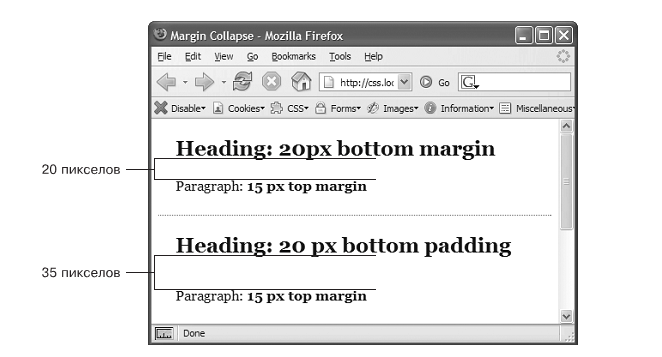 Margin Collapse - Mozilla Firefox
File Edit View Go Bookmarks Tools Help
http://css.loc Go G
Disable Cookies CSS Forms Images Information Miscellaneous
Heading: 20px bottom margin
20 пикселов
Paragraph: 15 px top margin
Heading: 20 px bottom padding
35 пикселов
Paragraph: 15 px top margin
Done